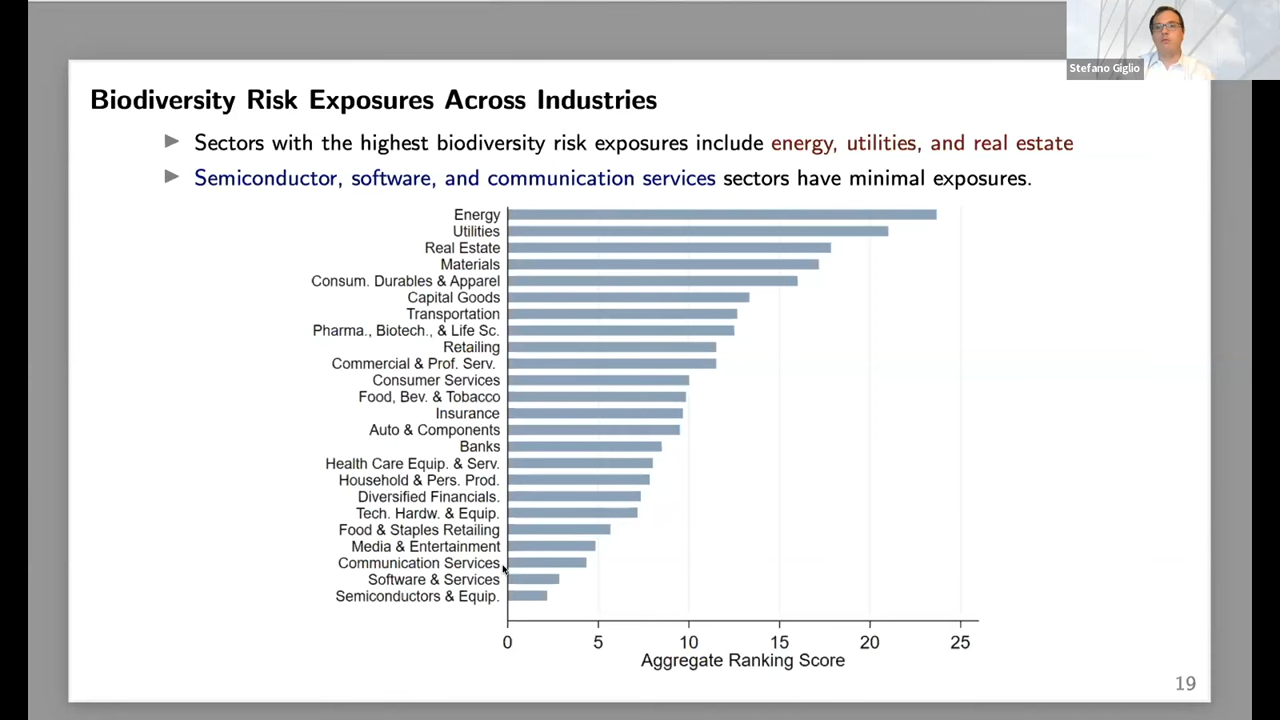 Stefano Giglio
Biodiversity Risk Exposures Across Industries
Sectors with the highest biodiversity risk exposures include energy, utilities, and real estate
Semiconductor, software, and communication services sectors have minimal exposures.
Energy
Utilities
Real Estate
Materials
Consum. Durables & Apparel
Capital Goods
Transportation
Pharma., Biotech., & Life Sc.
Retailing
Commercial & Prof. Serv.
Consumer Services
Food, Bev. & Tobacco
Insurance
Auto & Components
Banks
Health Care Equip. & Serv.
Household & Pers. Prod.
Diversified Financials.
Tech. Hardw. & Equip.
Food & Staples Retailing
Media & Entertainment
Communication Services
Software & Services
Semiconductors & Equip.
0 5 10 15 20 25
Aggregate Ranking Score
19